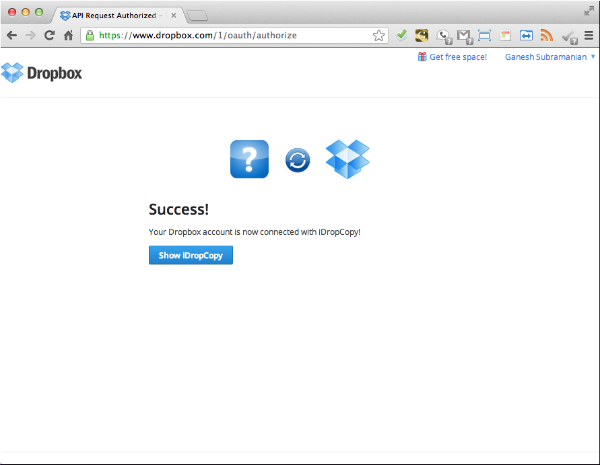 API Request Authorized -
https://www.dropbox.com/1/oauth/authorize
Get free space! Ganesh Subramanian
Dropbox
?
Success!
Your Dropbox account is now connected with iDropCopy!
Show iDropCopy